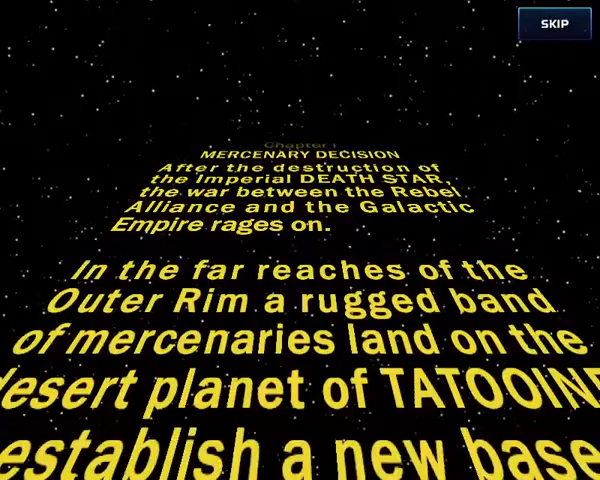 SKIP
Chapter I
MERCENARY DECISION
After the destruction of
the Imperial DEATH STAR,
the war between the Rebel
Alliance and the Galactic
Empire rages on.
In the far reaches of the
Outer Rim a rugged band
of mercenaries land on the
desert planet of TATOOINE
establish a new base